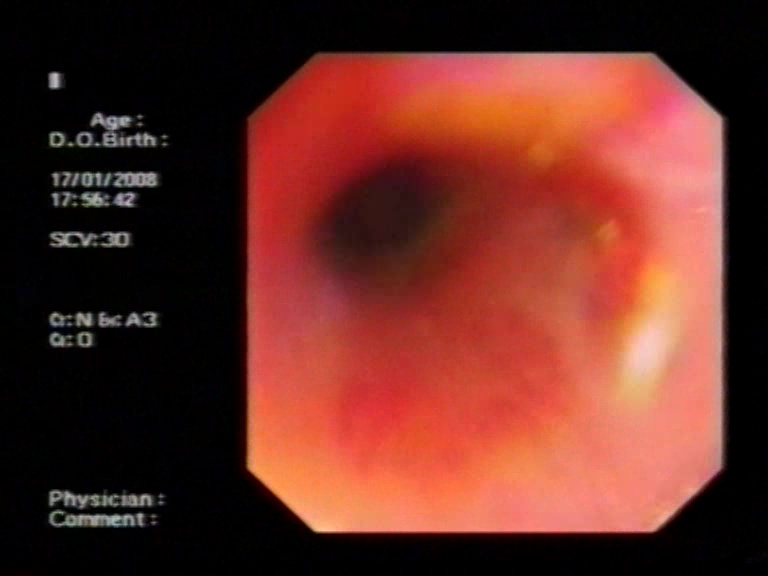 Age:
D.O.Birth:
17/01/2008
17:56:42
SCV:30
Physician:
Comment: